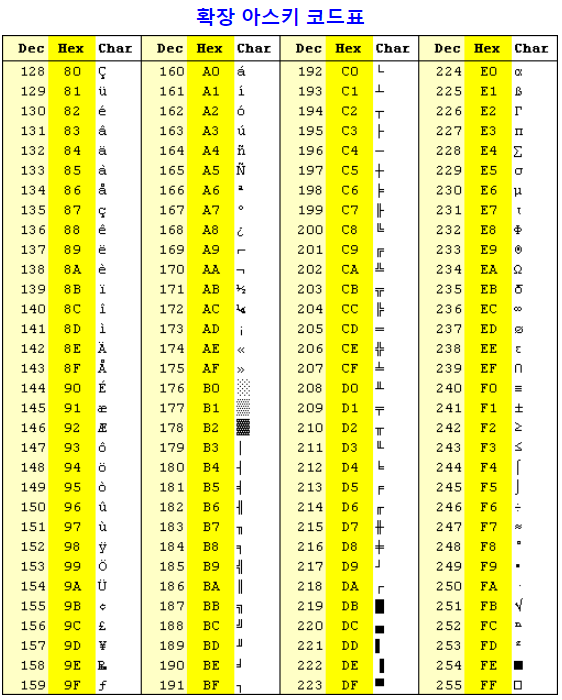 확장 아스키 코드표
Dec Hex Char Dec Hex Char Dec Hex Char Dec Hex Char
128 80 Ç 160 A0 á 192 C0 └ 224 E0 α
129 81 ü 161 A1 í 193 C1 ┴ 225 E1 ß
130 82 é 162 A2 ó 194 C2 ┬ 226 E2 Γ
131 83 â 163 A3 ú 195 C3 ├ 227 E3 π
132 84 ä 164 A4 ñ 196 C4 ─ 228 E4 Σ
133 85 à 165 A5 Ñ 197 C5 ┼ 229 E5 σ
134 86 å 166 A6 ª 198 C6 ╞ 230 E6 µ
135 87 ç 167 A7 º 199 C7 ╟ 231 E7 τ
136 88 ê 168 A8 ¿ 200 C8 ╚ 232 E8 Φ
137 89 ë 169 A9 ⌐ 201 C9 ╔ 233 E9 Θ
138 8A è 170 AA ¬ 202 CA ╩ 234 EA Ω
139 8B ï 171 AB ½ 203 CB ╦ 235 EB δ
140 8C î 172 AC ¼ 204 CC ╠ 236 EC ∞
141 8D ì 173 AD ¡ 205 CD ═ 237 ED ø
142 8E Ä 174 AE « 206 CE ╬ 238 EE ε
143 8F Å 175 AF » 207 CF ╧ 239 EF ∩
144 90 É 176 B0 ░ 208 D0 ╨ 240 F0 ≡
145 91 æ 177 B1 ▒ 209 D1 ╤ 241 F1 ±
146 92 Æ 178 B2 ▓ 210 D2 ╥ 242 F2 ≥
147 93 ô 179 B3 │ 211 D3 ╙ 243 F3 ≤
148 94 ö 180 B4 ┤ 212 D4 ╘ 244 F4 ⌠
149 95 ò 181 B5 ╡ 213 D5 ╒ 245 F5 ⌡
150 96 û 182 B6 ╢ 214 D6 ╓ 246 F6 ÷
151 97 ù 183 B7 ╖ 215 D7 ╫ 247 F7 ≈
152 98 ÿ 184 B8 ╕ 216 D8 ╪ 248 F8 °
153 99 Ö 185 B9 ╣ 217 D9 ┘ 249 F9 •
154 9A Ü 186 BA ║ 218 DA ┌ 250 FA ·
155 9B ¢ 187 BB ╗ 219 DB █ 251 FB √
156 9C £ 188 BC ╝ 220 DC ▄ 252 FC ⁿ
157 9D ¥ 189 BD ╜ 221 DD ▌ 253 FD ²
158 9E ₧ 190 BE ╛ 222 DE ▐ 254 FE ■
159 9F ƒ 191 BF ┐ 223 DF ▀ 255 FF □